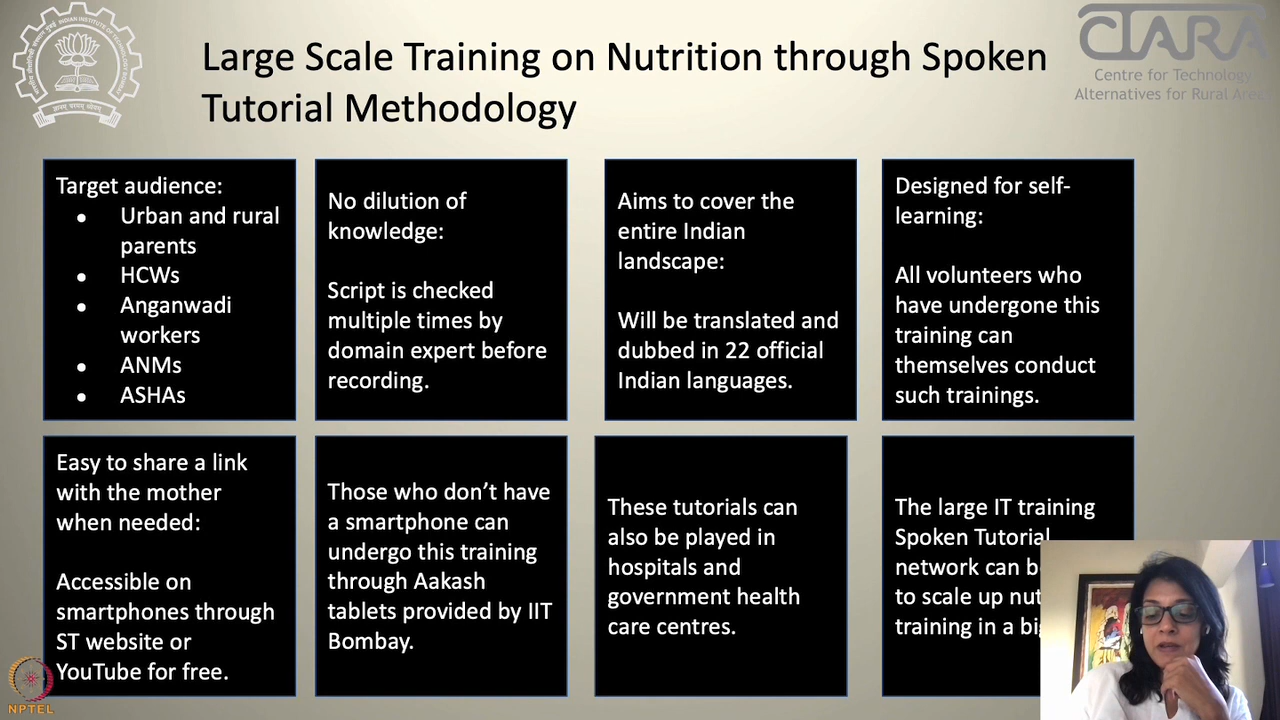 Large Scale Training on Nutrition through Spoken
Tutorial Methodology
CTARA
Centre for Technology
Alternatives for Rural Areas
Target audience:
• Urban and rural
parents
• HCWs
• Anganwadi
workers
• ANMs
• ASHAs
No dilution of
knowledge:
Script is checked
multiple times by
domain expert before
recording.
Aims to cover the
entire Indian
landscape:
Will be translated and
dubbed in 22 official
Indian languages.
Designed for self-
learning:
All volunteers who
have undergone this
training can
themselves conduct
such trainings.
Easy to share a link
with the mother
when needed:
Accessible on
smartphones through
ST website or
YouTube for free.
Those who don't have
a smartphone can
undergo this training
through Aakash
tablets provided by IIT
Bombay.
These tutorials can
also be played in
hospitals and
government health
care centres.
The large IT training
Spoken Tutorial
network can
to scale up
training in a
NPTEL